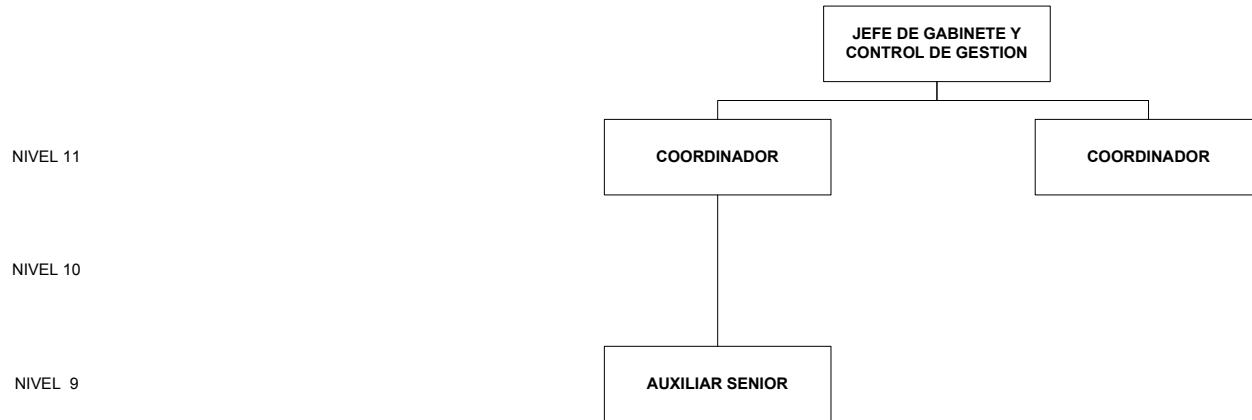 JEFE DE GABINETE Y
CONTROL DE GESTION
NIVEL 11
COORDINADOR
COORDINADOR
NIVEL 10
NIVEL 9
AUXILIAR SENIOR